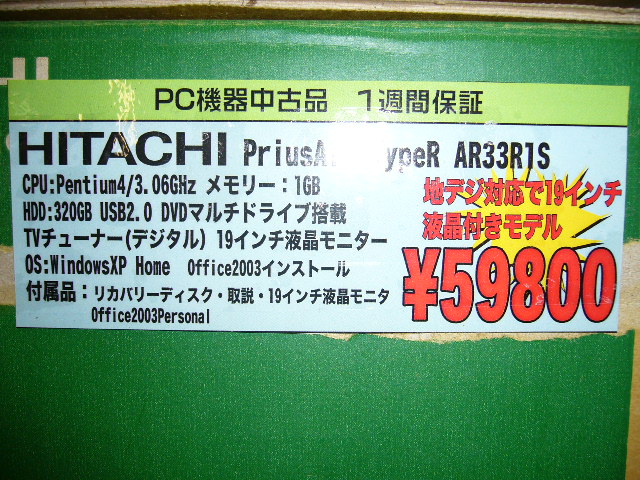 PC機器中古品 1週間保証
HITACHI PriusA ypeR AR33R1S
CPU:Pentium4/3.06GHz メモリー：1GB
HDD:320GB USB2.0 DVDマルチドライブ搭載
TVチューナー(デジタル) 19インチ液晶モニター
OS:WindowsXP Home Office2003インストール
付属品：リカバリーディスク・取説・19インチ液晶モニタ
Office2003Personal
地デジ対応で19インチ
液晶付きモデル
¥59800